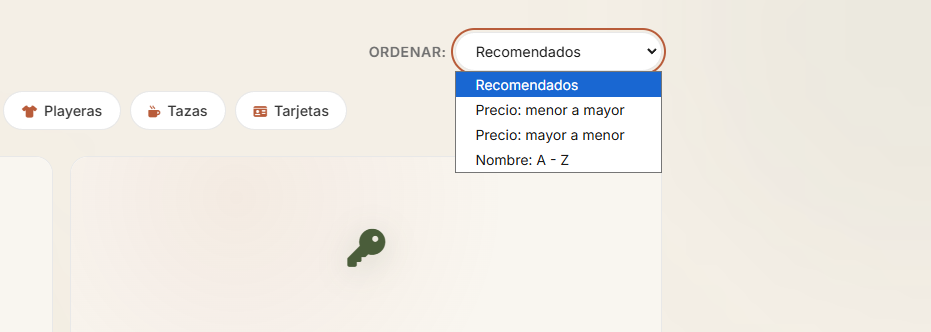 ORDENAR: Recomendados
Recomendados
Precio: menor a mayor
Precio: mayor a menor
Nombre: A - Z
Playeras Tazas Tarjetas